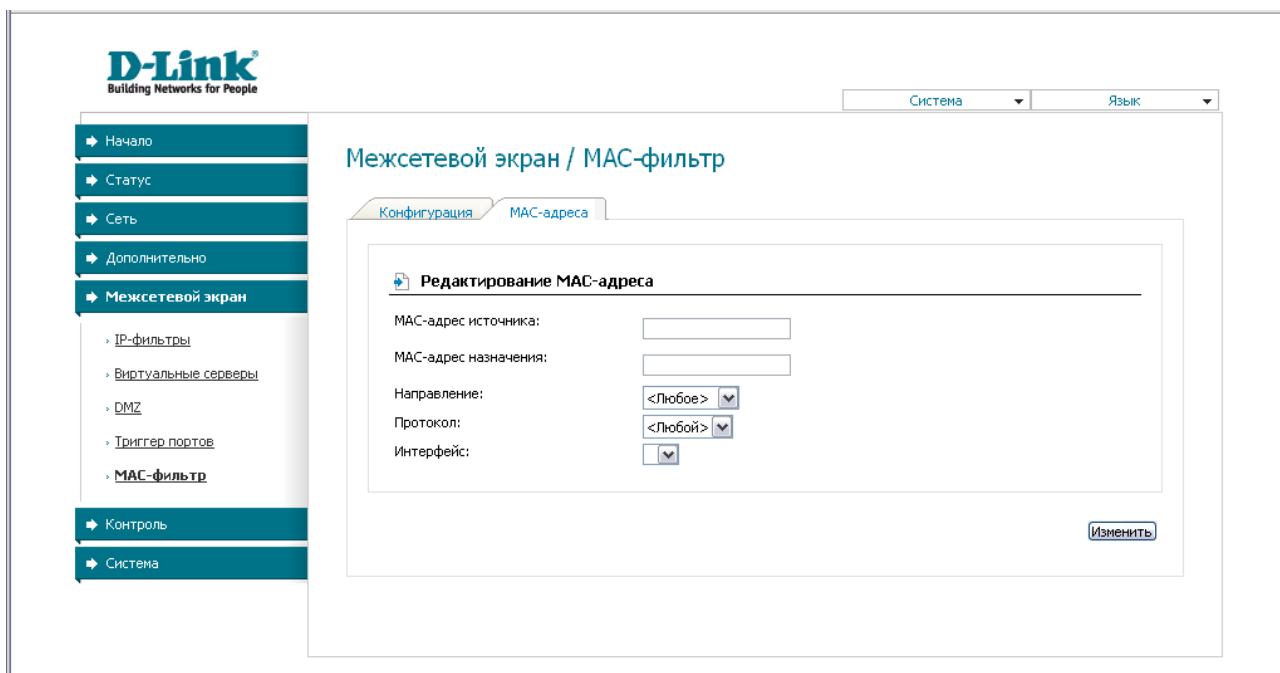 D-Link
Building Networks for People
Система
Язык
Начало
Статус
Сеть
Дополнительно
Межсетевой экран
IP-фильтры
Виртуальные серверы
DMZ
Триггер портов
MAC-фильтр
Контроль
Система
Межсетевой экран / MAC-фильтр
Конфигурация
MAC-адреса
Редактирование MAC-адреса
MAC-адрес источника:
MAC-адрес назначения:
Направление: <Любое>
Протокол: <Любой>
Интерфейс:
Изменить